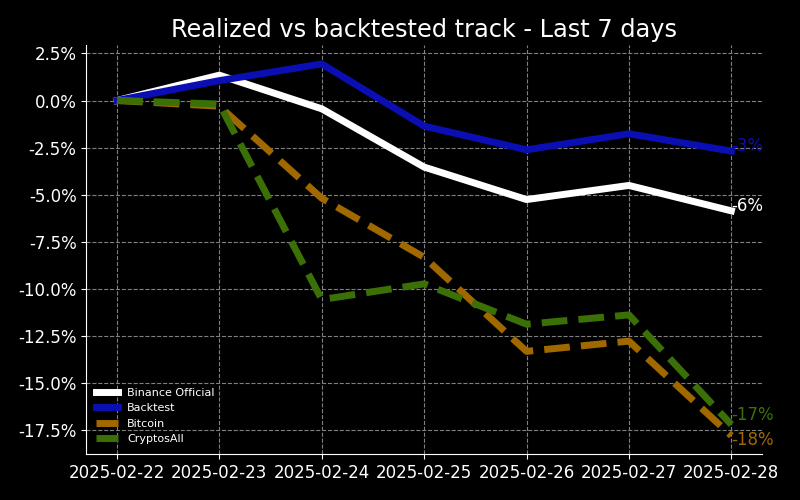 Realized vs backtested track - Last 7 days
2.5%
0.0%
-2.5%
-5.0%
-7.5%
-10.0%
-12.5%
-15.0%
-17.5%
-3%
-6%
-17%
-18%
Binance Official
Backtest
Bitcoin
CryptosAll
2025-02-22 2025-02-23 2025-02-24 2025-02-25 2025-02-26 2025-02-27 2025-02-28